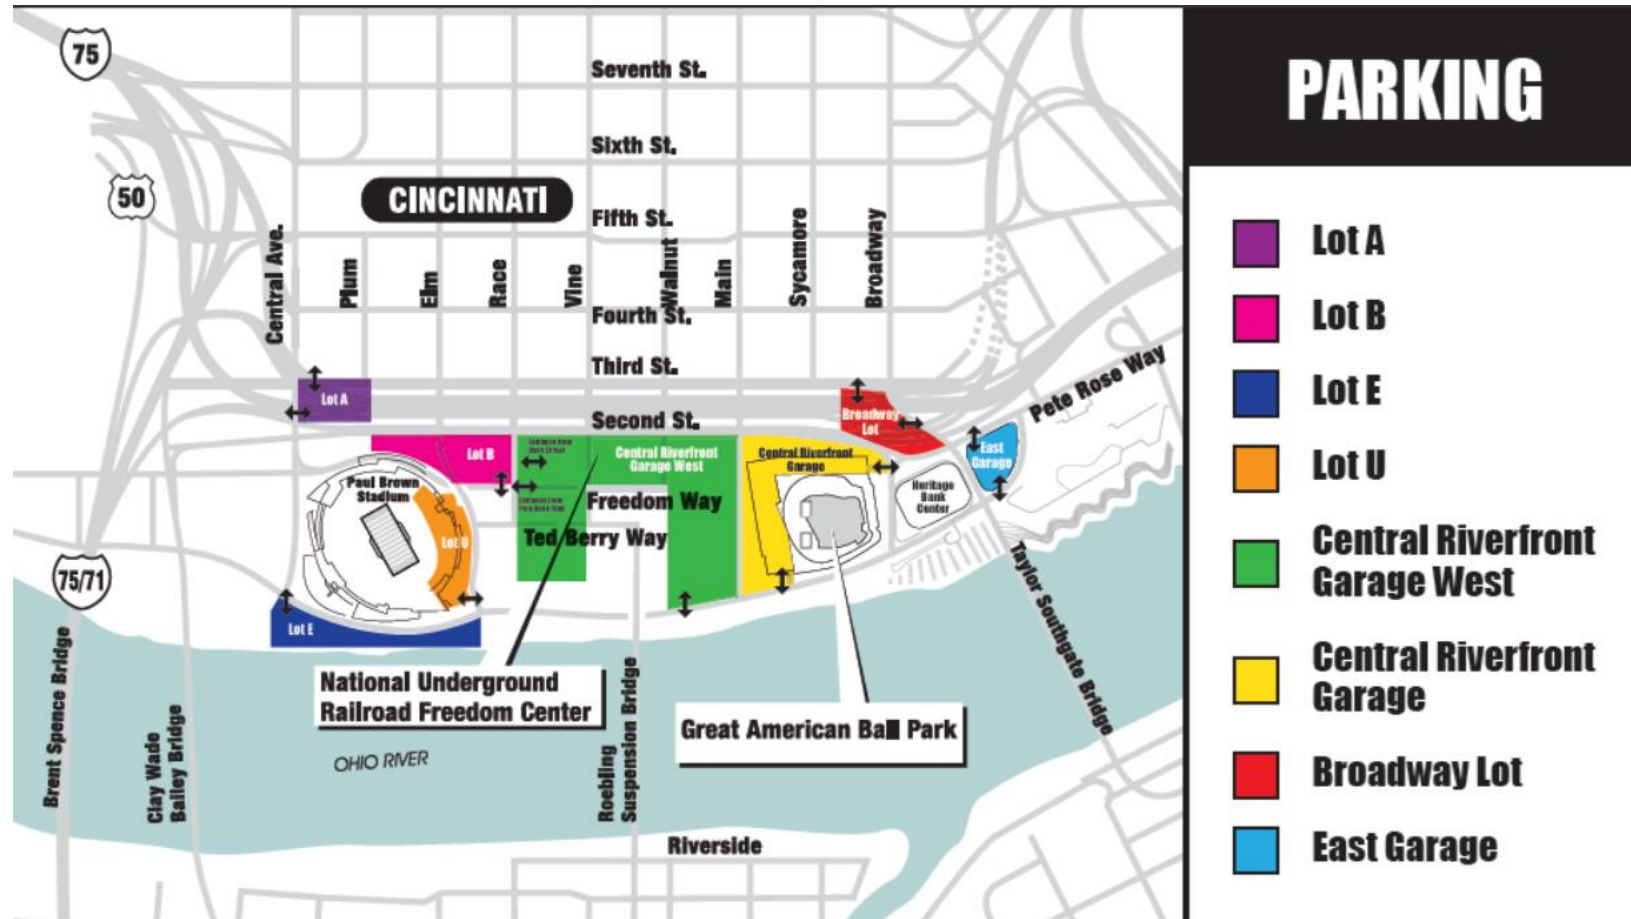 75
50
CINCINNATI
Seventh St.
Sixth St.
Fifth St.
Central Ave.
Plum
Elm
Race
Vine
Walnut
Main
Sycamore
Broadway
Fourth St.
Third St.
Second St.
Pete Rose Way
Lot A
Broadway
Lot
Lot B
Central Riverfront
Garage West
Central Riverfront
Garage
East
Garage
Paul Brown
Stadium
Heritage
Bank
Center
Freedom Way
Ted Berry Way
Lot U
Lot E
75/71
National Underground
Railroad Freedom Center
Great American Ball Park
Taylor Southgate Bridge
Brent Spence Bridge
Clay Wade
Bailey Bridge
Roebling
Suspension Bridge
OHIO RIVER
Riverside
PARKING
Lot A
Lot B
Lot E
Lot U
Central Riverfront
Garage West
Central Riverfront
Garage
Broadway Lot
East Garage